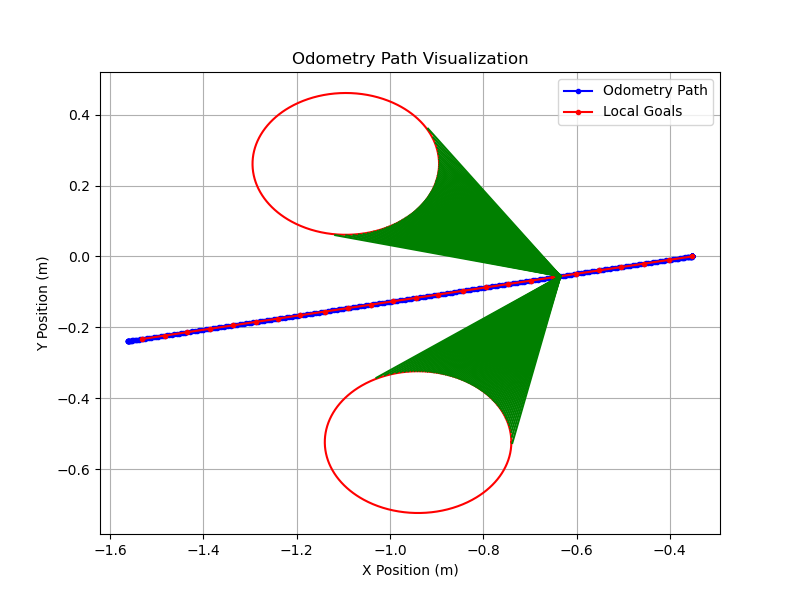 Odometry Path Visualization
Odometry Path
Local Goals
Y Position (m)
0.4
0.2
0.0
−0.2
−0.4
−0.6
−1.6 −1.4 −1.2 −1.0 −0.8 −0.6 −0.4
X Position (m)